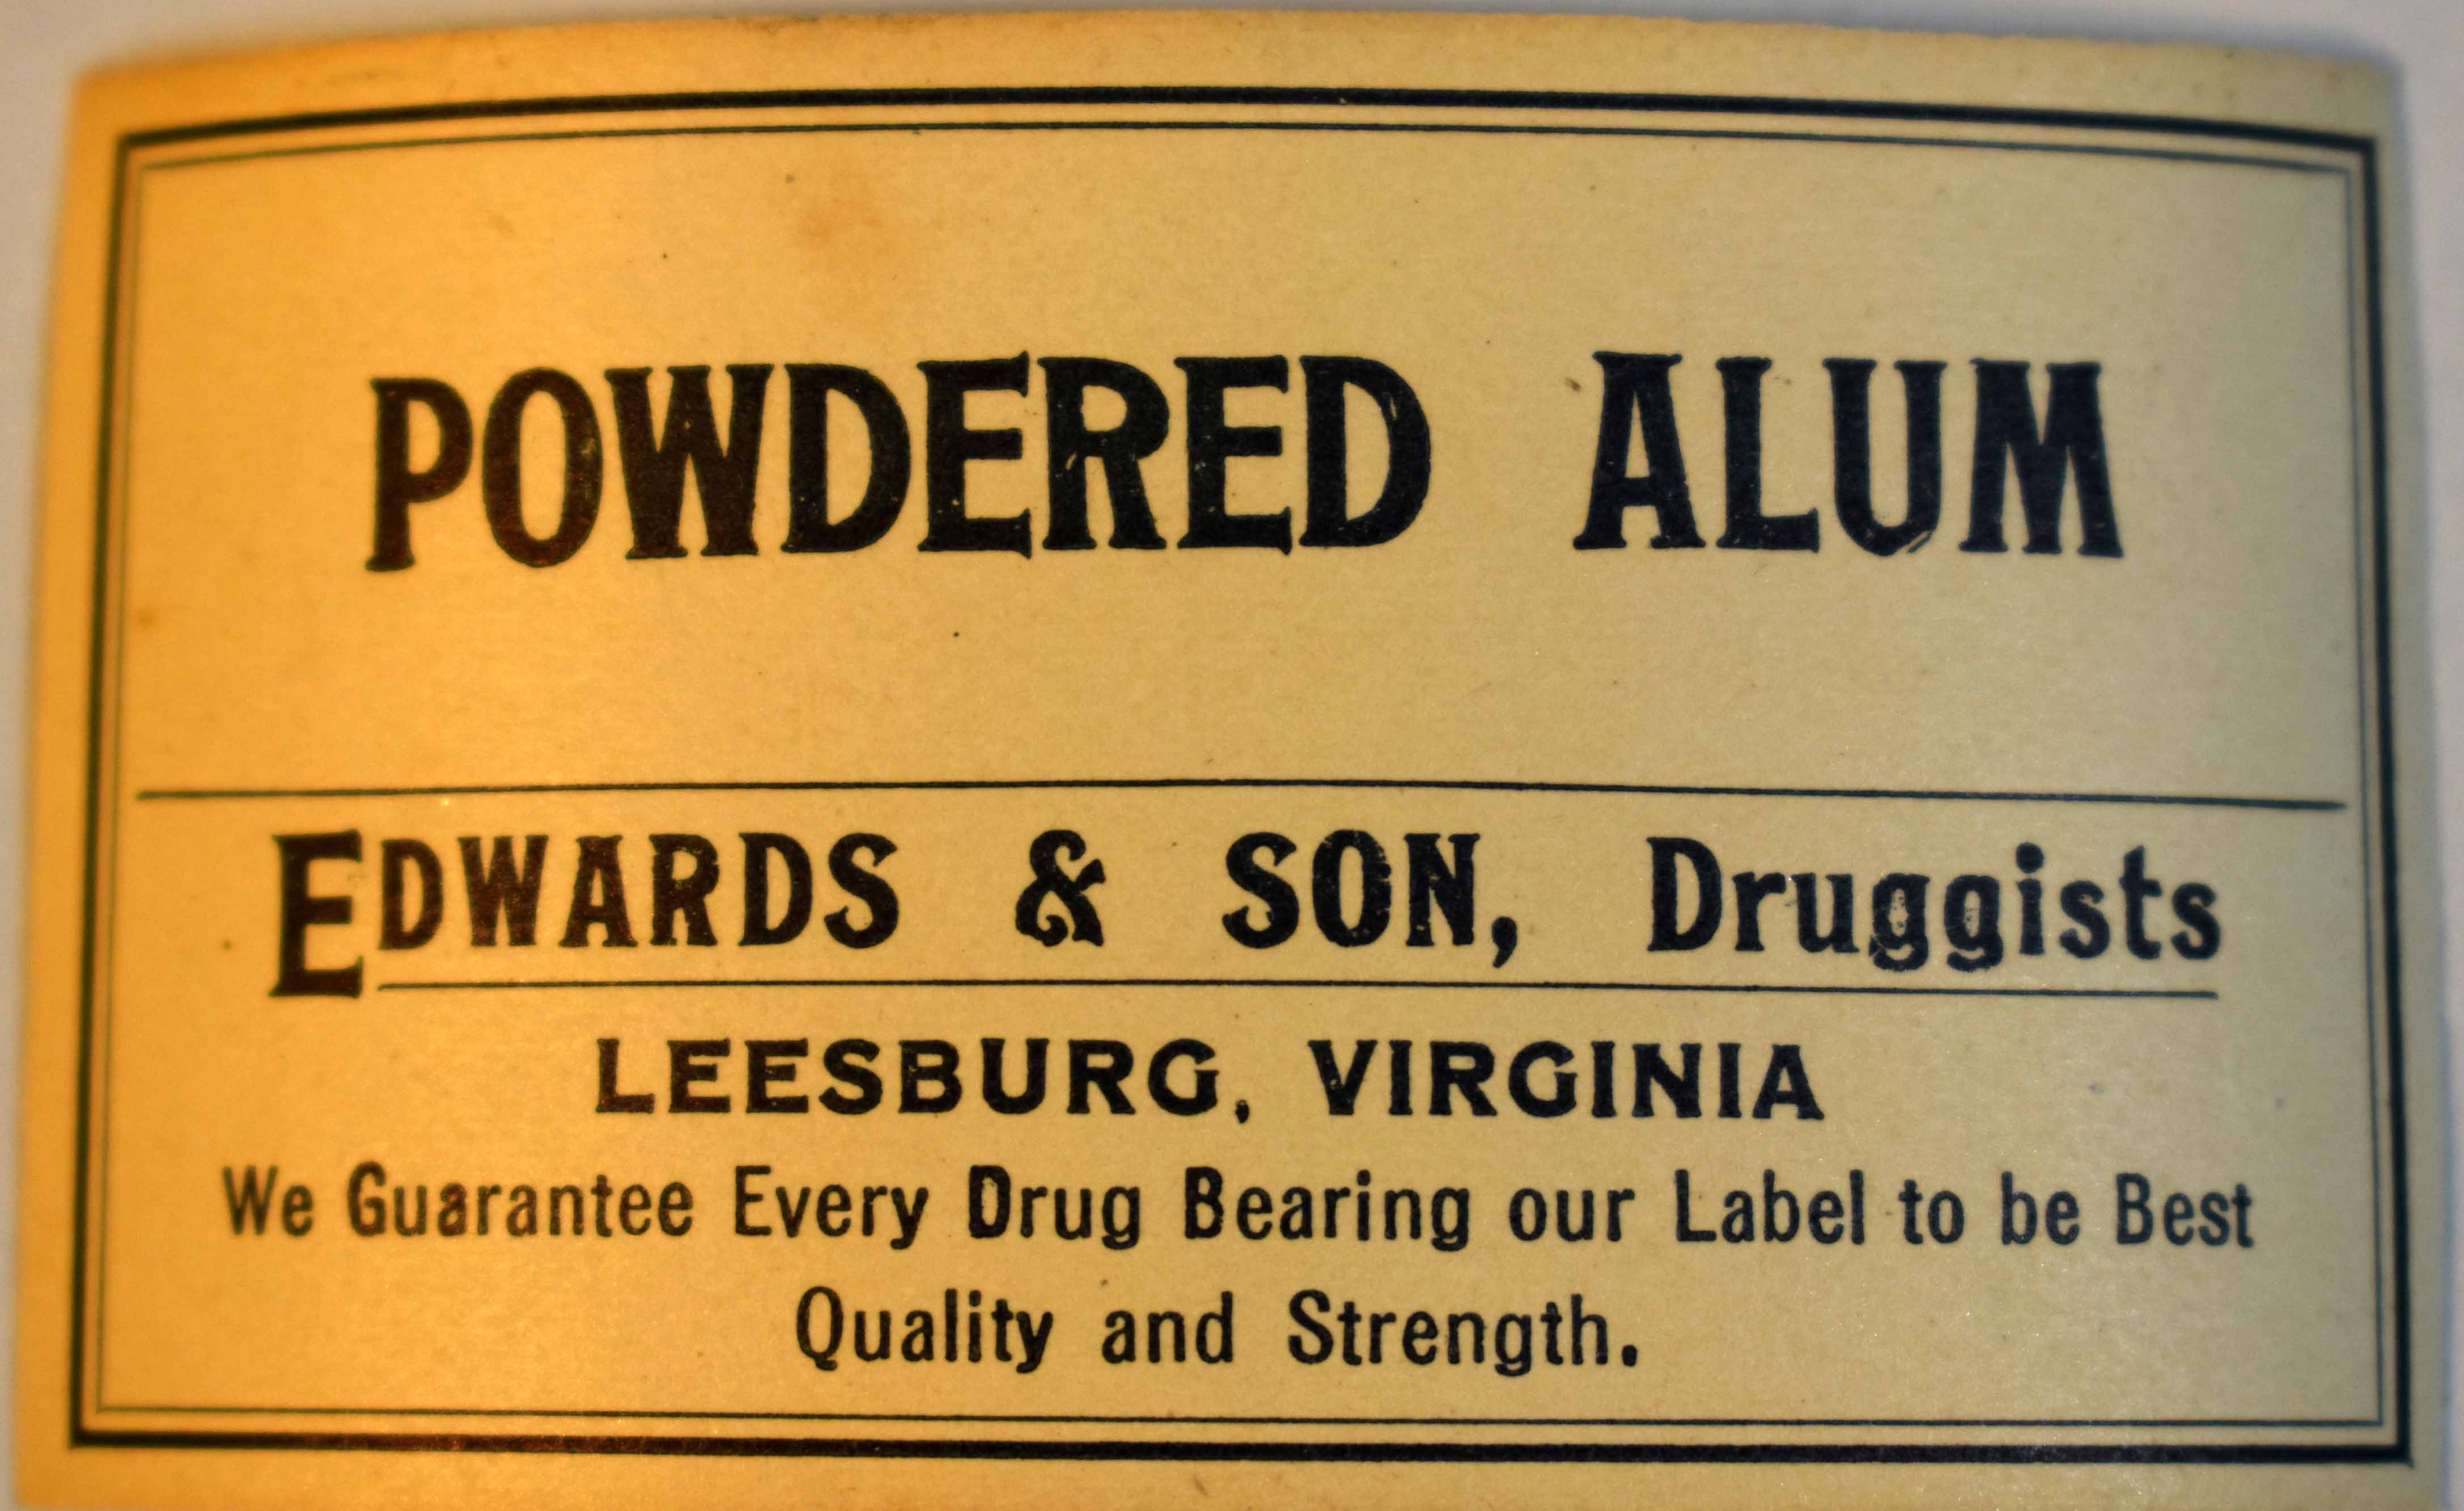 POWDERED ALUM
EDWARDS & SON, Druggists
LEESBURG, VIRGINIA
We Guarantee Every Drug Bearing our Label to be Best
Quality and Strength.